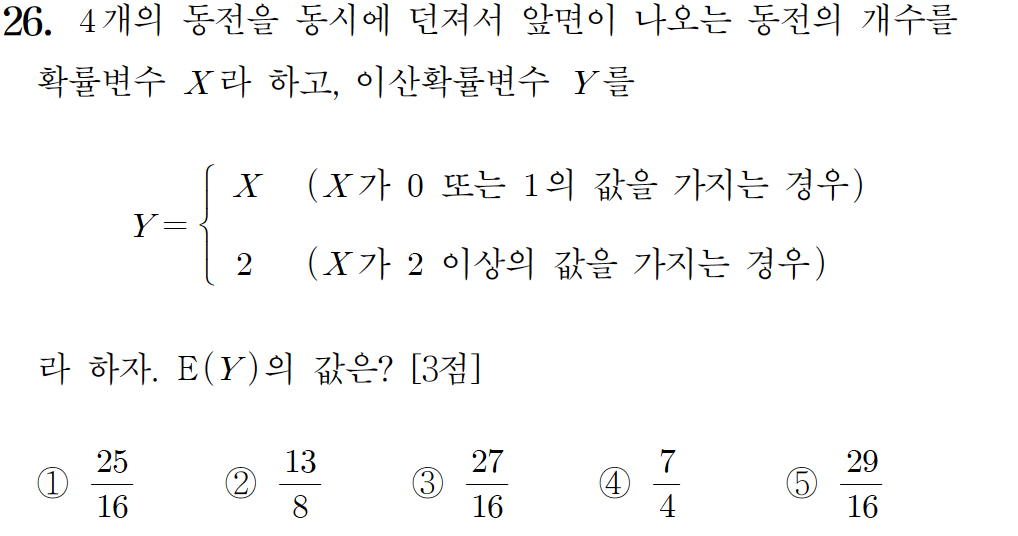 26. 4개의 동전을 동시에 던져서 앞면이 나오는 동전의 개수를
확률변수 X라 하고, 이산확률변수 Y를
Y = { X (X가 0 또는 1의 값을 가지는 경우)
2 (X가 2 이상의 값을 가지는 경우)
라 하자. E(Y)의 값은? [3점]
① 25/16 ② 13/8 ③ 27/16 ④ 7/4 ⑤ 29/16